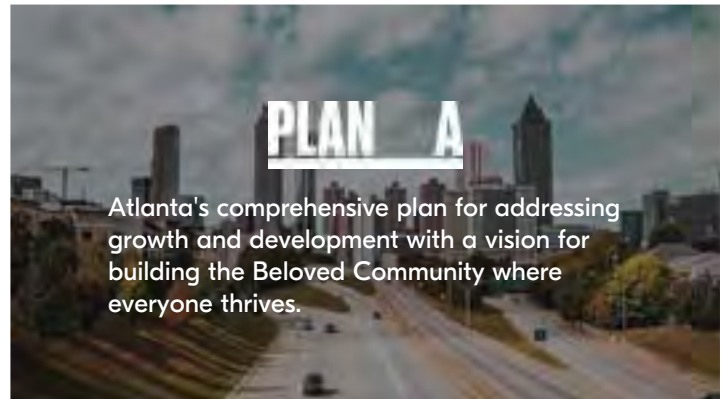 PLAN A
Atlanta's comprehensive plan for addressing
growth and development with a vision for
building the Beloved Community where
everyone thrives.